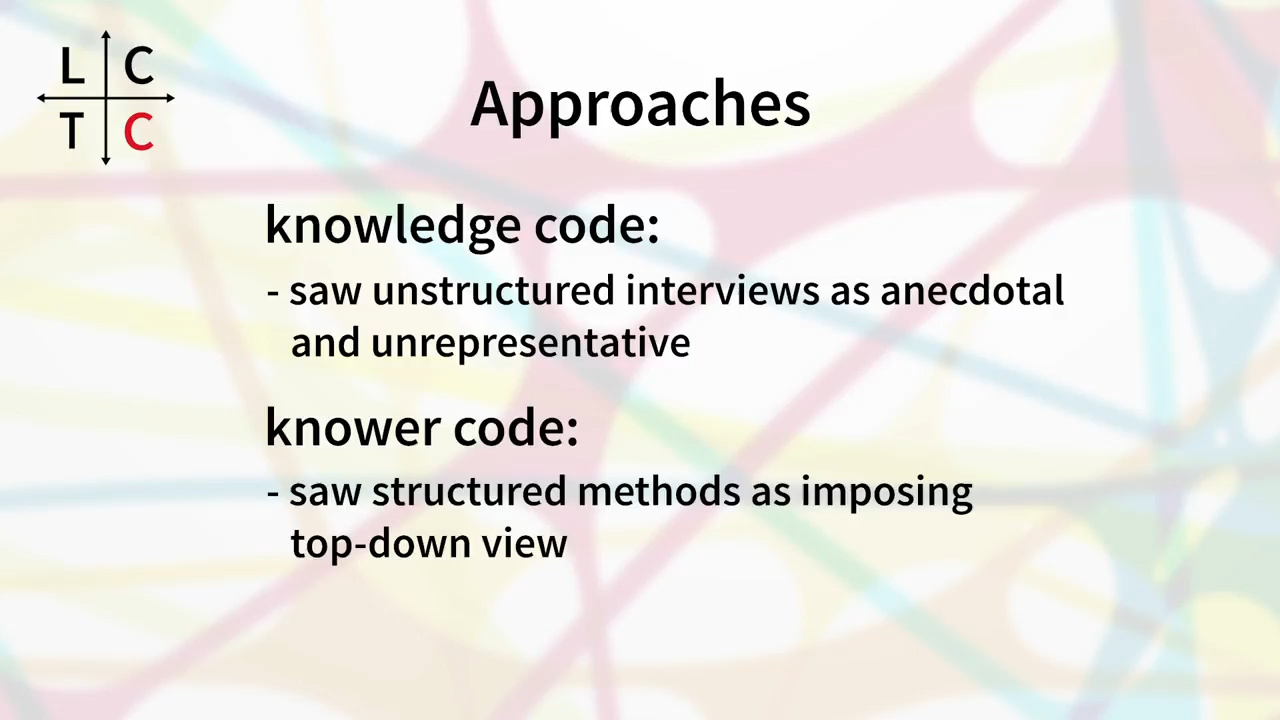 L C
T C
Approaches
knowledge code:
- saw unstructured interviews as anecdotal
and unrepresentative
knower code:
- saw structured methods as imposing
top-down view